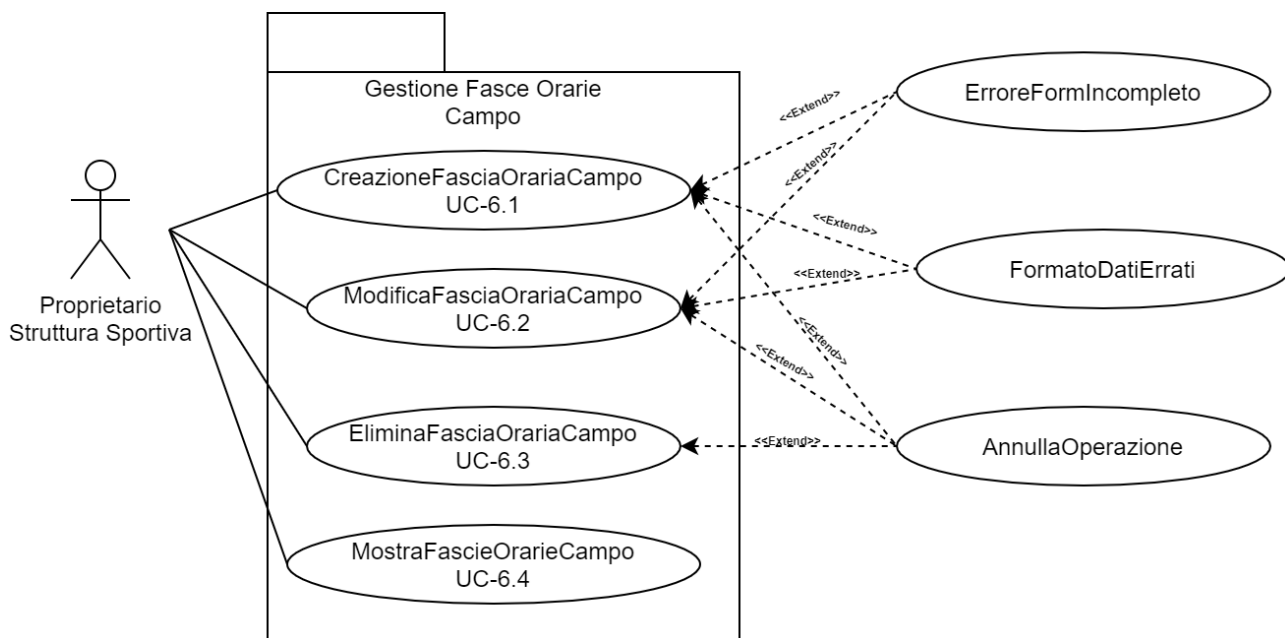 Gestione Fasce Orarie
Campo
Proprietario
Struttura Sportiva
CreazioneFasciaOrariaCampo
UC-6.1
ModificaFasciaOrariaCampo
UC-6.2
EliminaFasciaOrariaCampo
UC-6.3
MostraFascieOrarieCampo
UC-6.4
<<Extend>>
<<Extend>>
<<Extend>>
<<Extend>>
<<Extend>>
<<Extend>>
<<Extend>>
ErroreFormIncompleto
FormatoDatiErrati
AnnullaOperazione